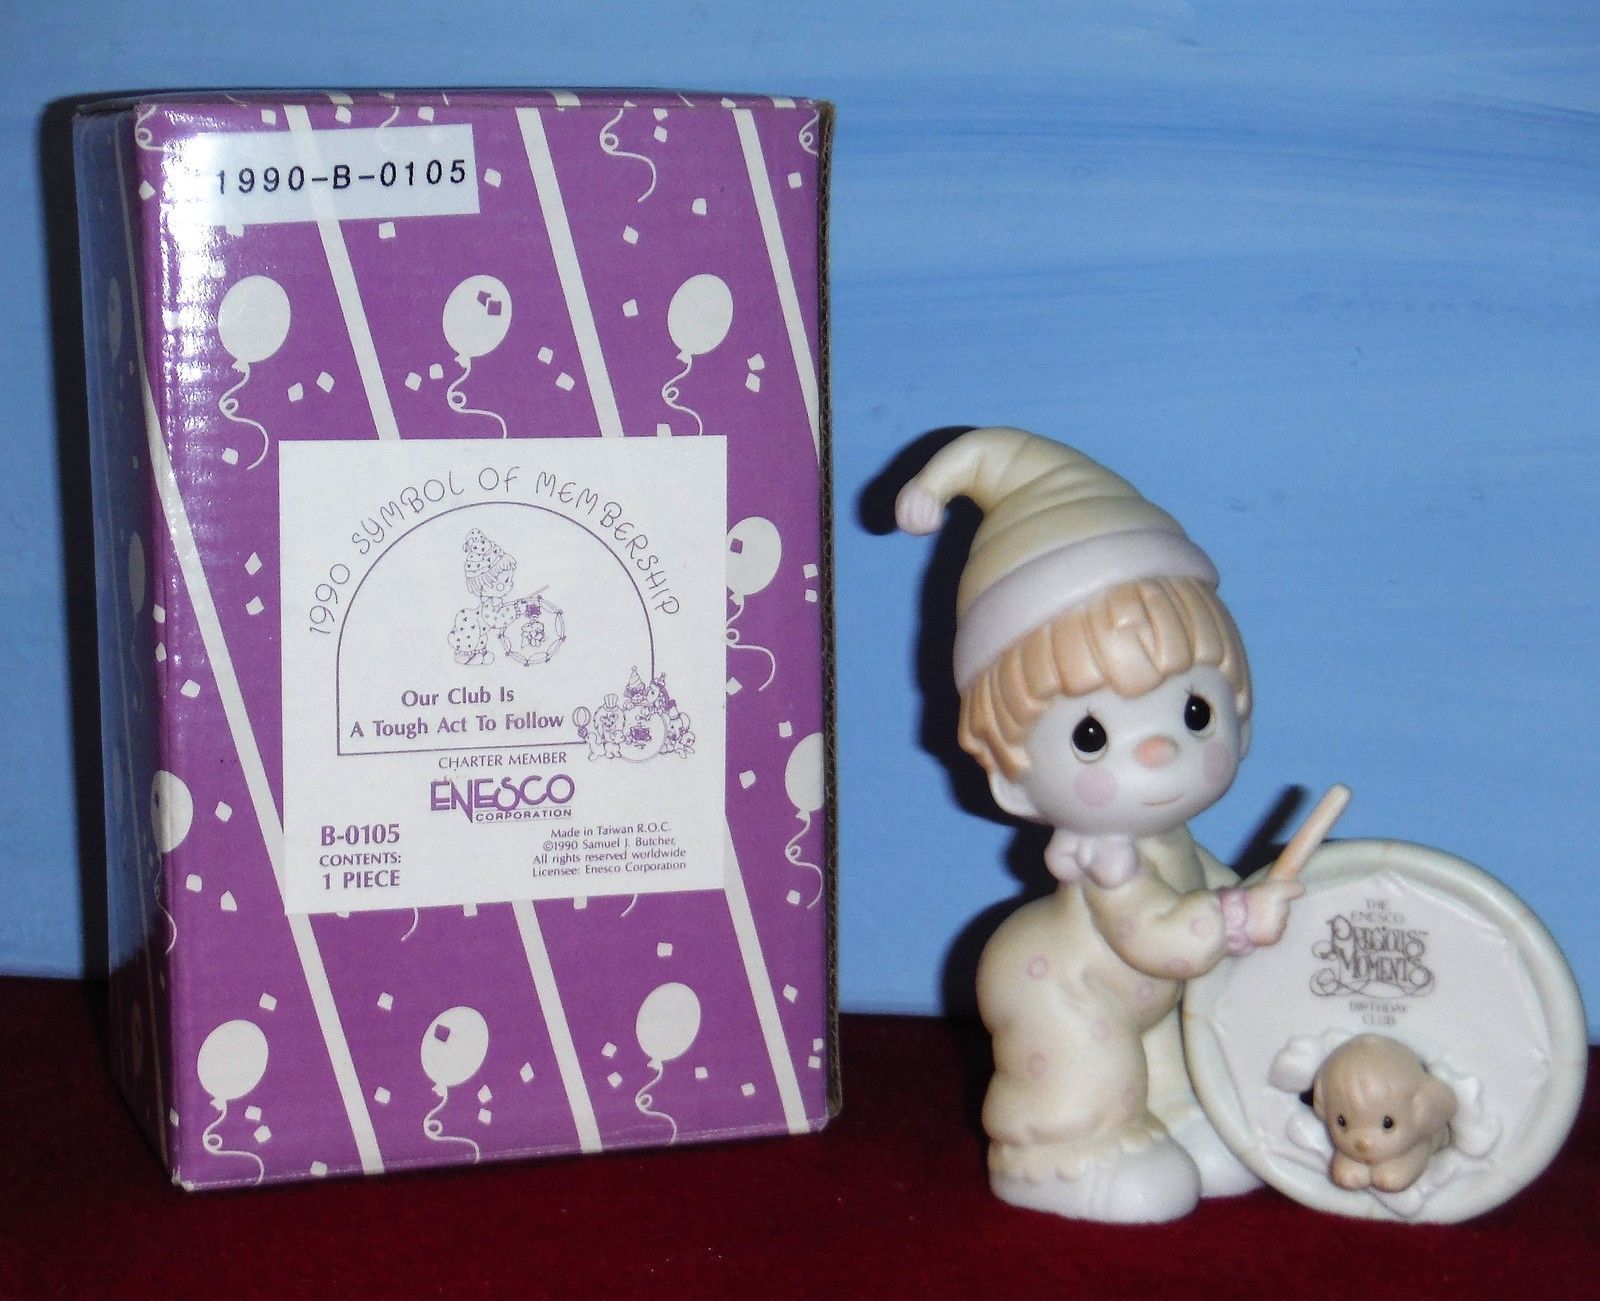 1990-B-0105
1990 SYMBOL OF MEMBERSHIP
Our Club Is
A Tough Act To Follow
CHARTER MEMBER
ENESCO
CORPORATION
B-0105
CONTENTS:
1 PIECE
Made in Taiwan R.O.C.
©1990 Samuel J. Butcher,
All rights reserved worldwide
Licensee: Enesco Corporation
THE
ENESCO
PRECIOUS
MOMENTS
BIRTHDAY
CLUB